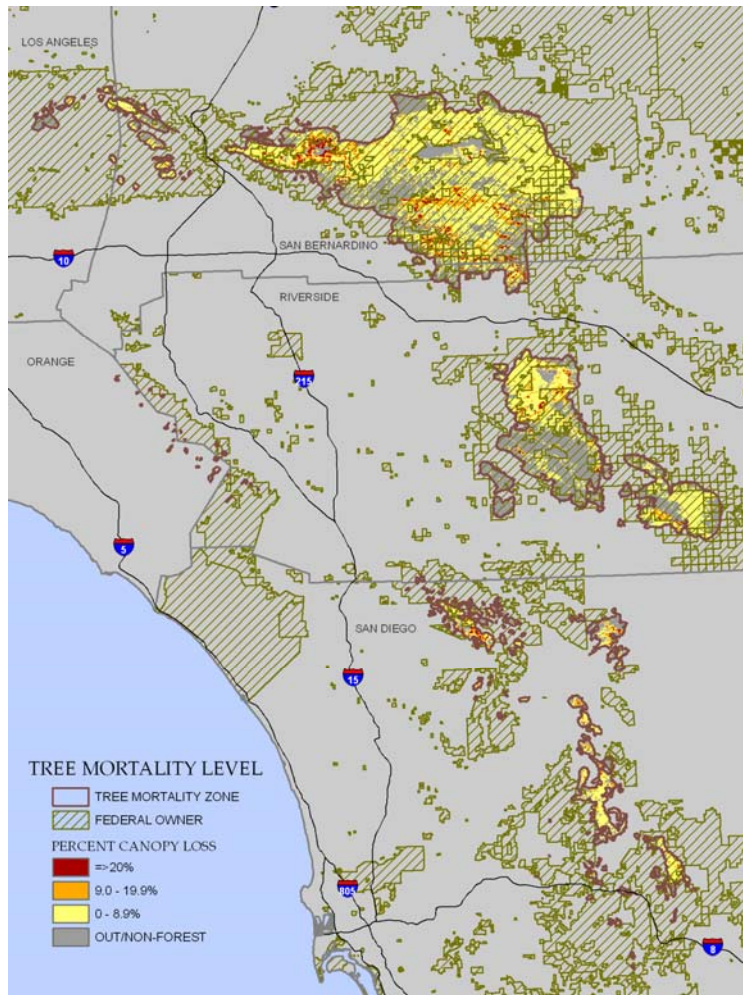 LOS ANGELES
SAN BERNARDINO
10
RIVERSIDE
ORANGE
215
5
SAN DIEGO
15
TREE MORTALITY LEVEL
TREE MORTALITY ZONE
FEDERAL OWNER
PERCENT CANOPY LOSS
=>20%
9.0 - 19.9%
0 - 8.9%
OUT/NON-FOREST
805
8